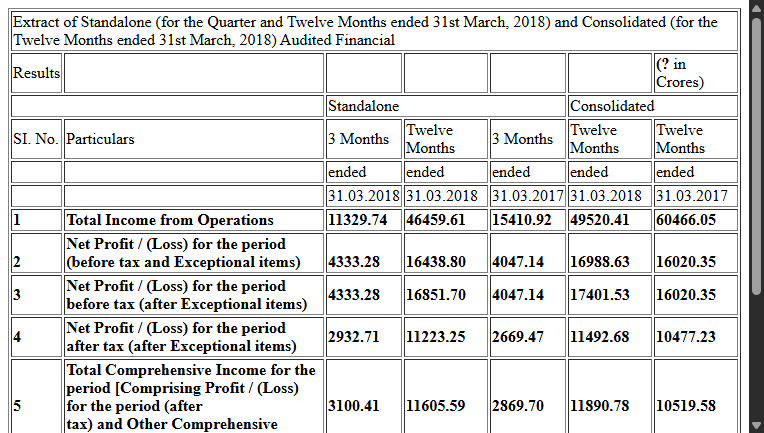 Extract of Standalone (for the Quarter and Twelve Months ended 31st March, 2018) and Consolidated (for the
Twelve Months ended 31st March, 2018) Audited Financial
Results (? in
Crores)
Standalone Consolidated
SI. No. Particulars 3 Months Twelve Months 3 Months Twelve Months Twelve Months
ended ended ended ended ended
31.03.2018 31.03.2018 31.03.2017 31.03.2018 31.03.2017
1 Total Income from Operations 11329.74 46459.61 15410.92 49520.41 60466.05
Net Profit / (Loss) for the period
2 (before tax and Exceptional items) 4333.28 16438.80 4047.14 16988.63 16020.35
Net Profit / (Loss) for the period
3 before tax (after Exceptional items) 4333.28 16851.70 4047.14 17401.53 16020.35
Net Profit / (Loss) for the period
4 after tax (after Exceptional items) 2932.71 11223.25 2669.47 11492.68 10477.23
Total Comprehensive Income for the
period [Comprising Profit / (Loss)
5 for the period (after 3100.41 11605.59 2869.70 11890.78 10519.58
tax) and Other Comprehensive